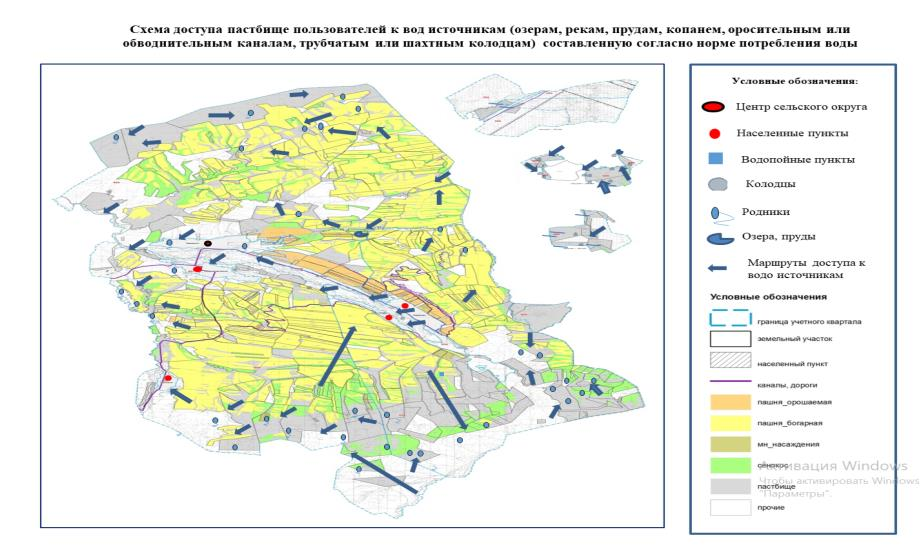 Схема доступа пастбище пользователей к вод источникам (озерам, рекам, прудам, копанем, оросительным или
обводнительным каналам, трубчатым или шахтным колодцам) составленную согласно норме потребления воды
Условные обозначения:
Центр сельского округа
Населенные пункты
Водопойные пункты
Колодцы
Родники
Озера, пруды
Маршруты доступа к
водо источникам
Условные обозначения
граница учетного квартала
земельный участок
населенный пункт
каналы, дороги
пашня_орошаемая
пашня_богарная
мн_насаждения
сенокос
Активация Windows
Чтобы активировать Windows
пастбище
"Параметры".
прочие